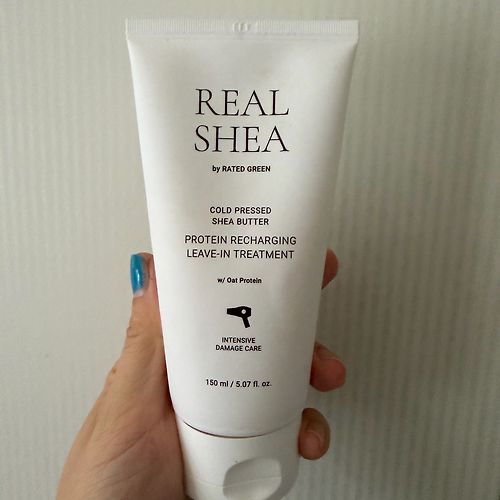 REAL
SHEA
by RATED GREEN
COLD PRESSED
SHEA BUTTER
PROTEIN RECHARGING
LEAVE-IN TREATMENT
w/ Oat Protein
INTENSIVE
DAMAGE CARE
150 ml / 5.07 fl. oz.